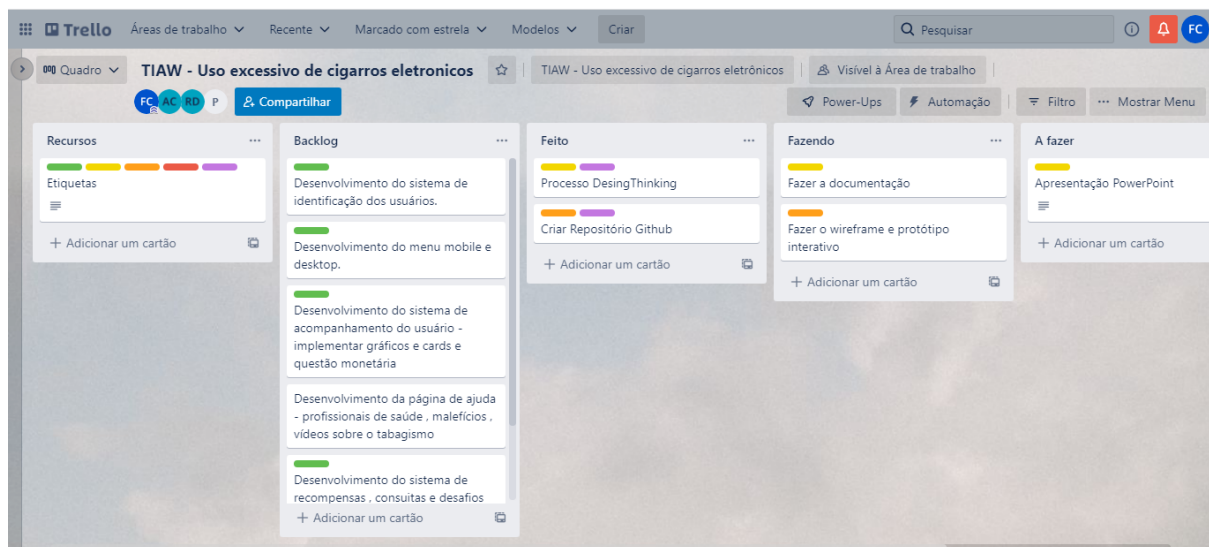 Trello Áreas de trabalho Recente Marcado com estrela Modelos Criar Pesquisar FC
Quadro TIAW - Uso excessivo de cigarros eletronicos TIAW - Uso excessivo de cigarros eletrônicos Visível à Área de trabalho
FC AC RD P Compartilhar Power-Ups Automação Filtro Mostrar Menu
Recursos
Etiquetas
+ Adicionar um cartão
Backlog
Desenvolvimento do sistema de
identificação dos usuários.
Desenvolvimento do menu mobile e
desktop.
Desenvolvimento do sistema de
acompanhamento do usuário -
implementar gráficos e cards e
questão monetária
Desenvolvimento da página de ajuda
- profissionais de saúde , malefícios ,
vídeos sobre o tabagismo
Desenvolvimento do sistema de
recompensas , consuitas e desafios
+ Adicionar um cartão
Feito
Processo DesingThinking
Criar Repositório Github
+ Adicionar um cartão
Fazendo
Fazer a documentação
Fazer o wireframe e protótipo
interativo
+ Adicionar um cartão
A fazer
Apresentação PowerPoint
+ Adicionar um cartão